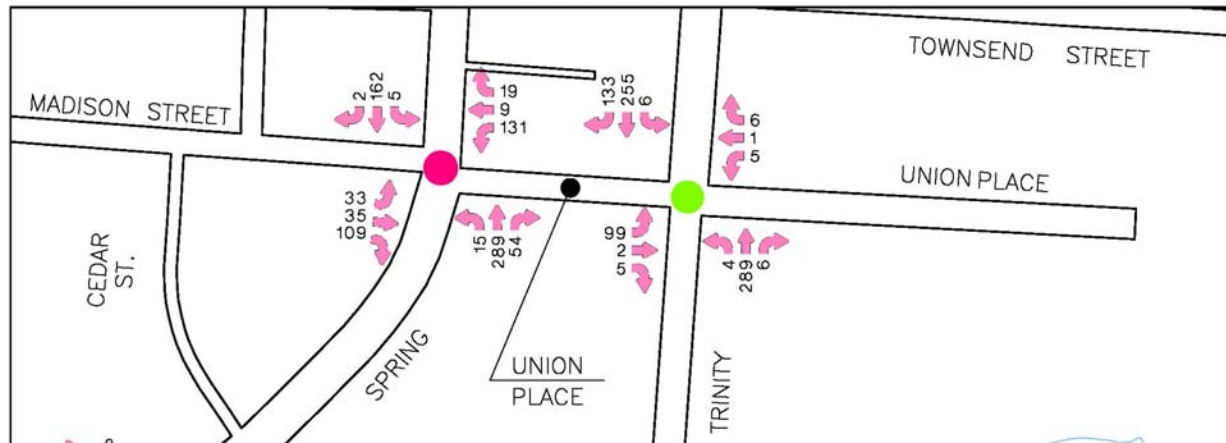 TOWNSEND STREET
MADISON STREET
2
162
5
19
9
131
133
255
6
6
1
5
UNION PLACE
33
35
109
15
289
54
99
2
5
4
289
6
CEDAR
ST.
SPRING
UNION
PLACE
TRINITY